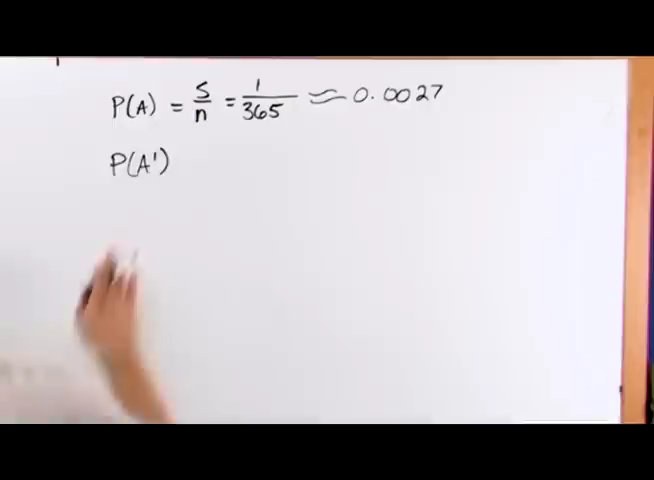 P(A) = S/n = 1/365 ≈ 0.0027
P(A')